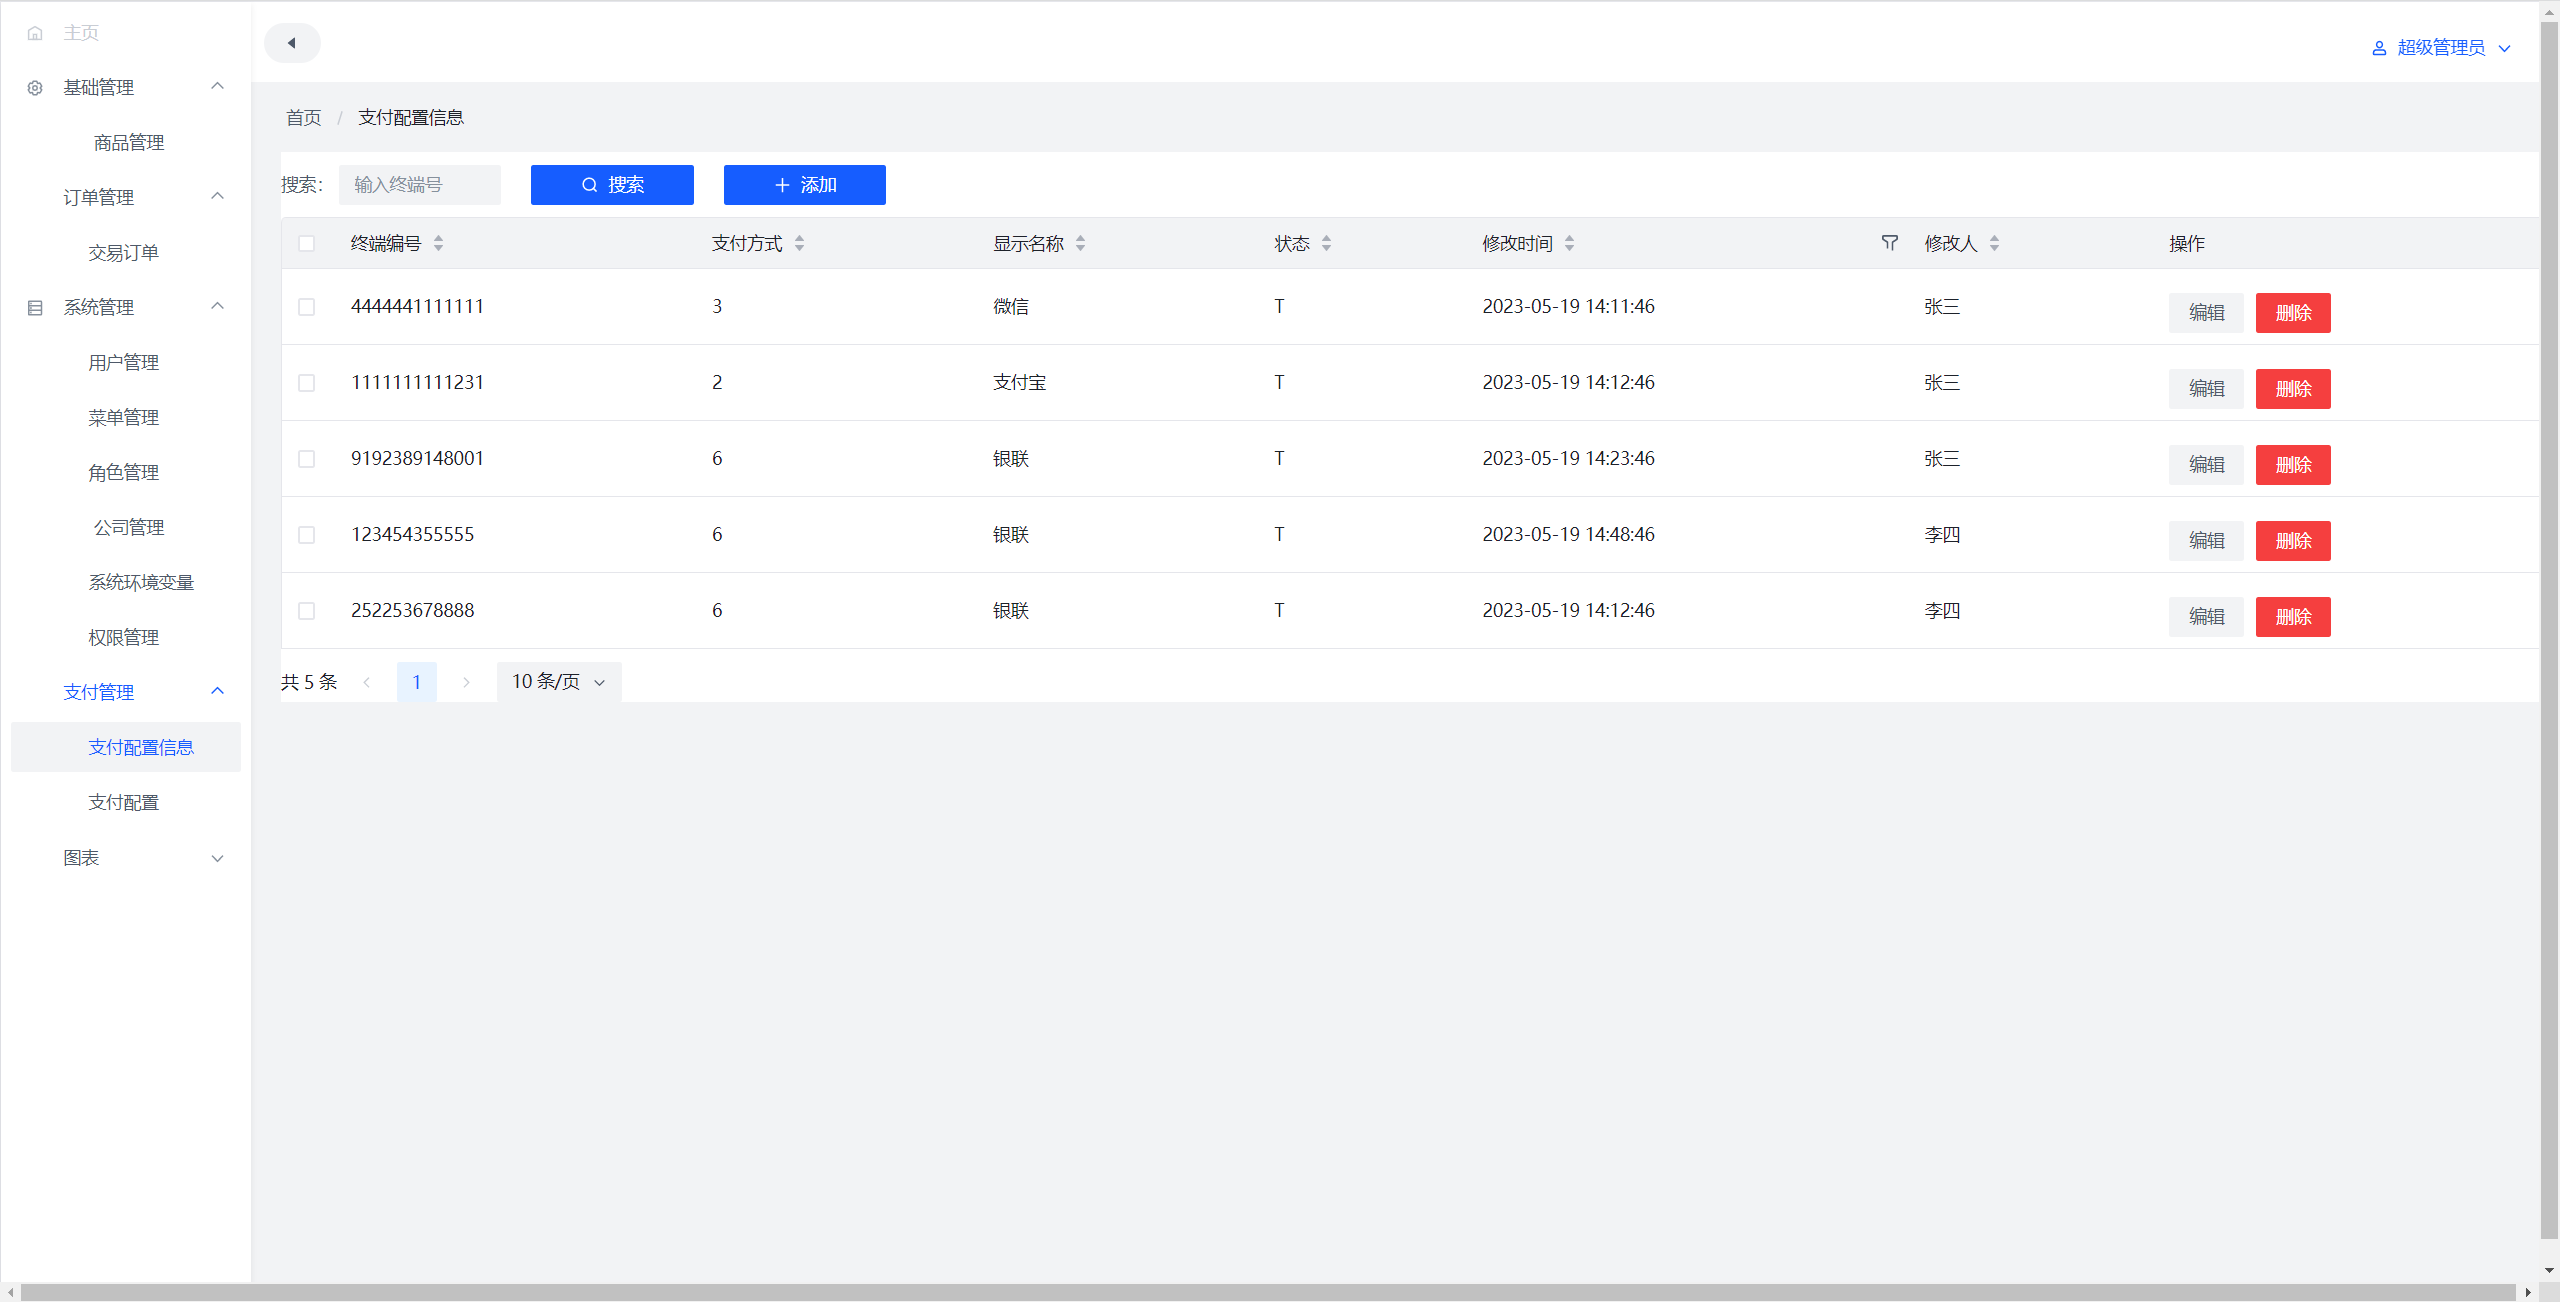 主页
基础管理
商品管理
订单管理
交易订单
系统管理
用户管理
菜单管理
角色管理
公司管理
系统环境变量
权限管理
支付管理
支付配置信息
支付配置
图表
超级管理员
首页 / 支付配置信息
搜索： 输入终端号 搜索 添加
终端编号 支付方式 显示名称 状态 修改时间 修改人 操作
4444441111111 3 微信 T 2023-05-19 14:11:46 张三 编辑 删除
1111111111231 2 支付宝 T 2023-05-19 14:12:46 张三 编辑 删除
9192389148001 6 银联 T 2023-05-19 14:23:46 张三 编辑 删除
123454355555 6 银联 T 2023-05-19 14:48:46 李四 编辑 删除
252253678888 6 银联 T 2023-05-19 14:12:46 李四 编辑 删除
共 5 条 1 10 条/页